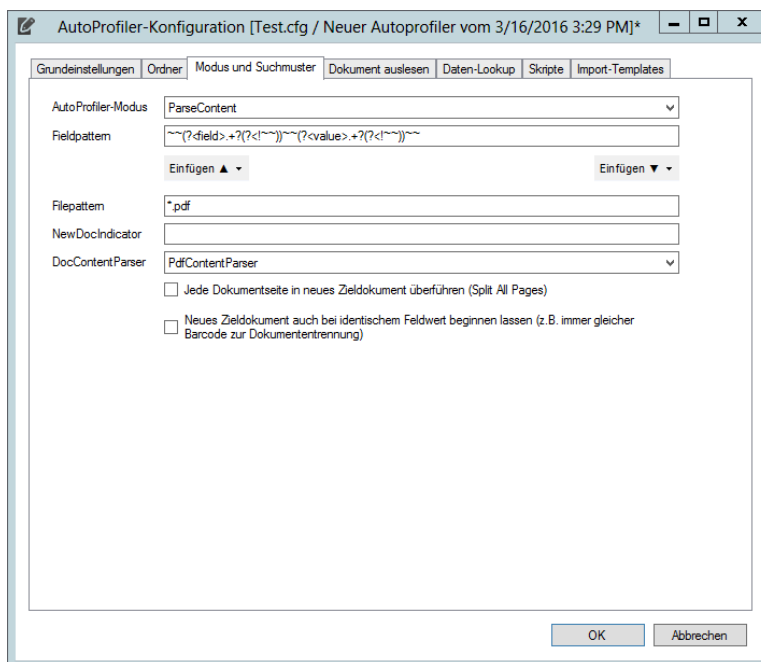 AutoProfiler-Konfiguration [Test.cfg / Neuer Autoprofiler vom 3/16/2016 3:29 PM]*
Grundeinstellungen Ordner Modus und Suchmuster Dokument auslesen Daten-Lookup Skripte Import-Templates
AutoProfiler-Modus ParseContent
Fieldpattern ~~(?<field>.+?(?<!~~))~~(?<value>.+?(?<!~~))~~
Einfügen ▲ Einfügen ▼
Filepattern *.pdf
NewDocIndicator
DocContentParser PdfContentParser
Jede Dokumentseite in neues Zieldokument überführen (Split All Pages)
Neues Zieldokument auch bei identischem Feldwert beginnen lassen (z.B. immer gleicher
Barcode zur Dokumententrennung)
OK Abbrechen